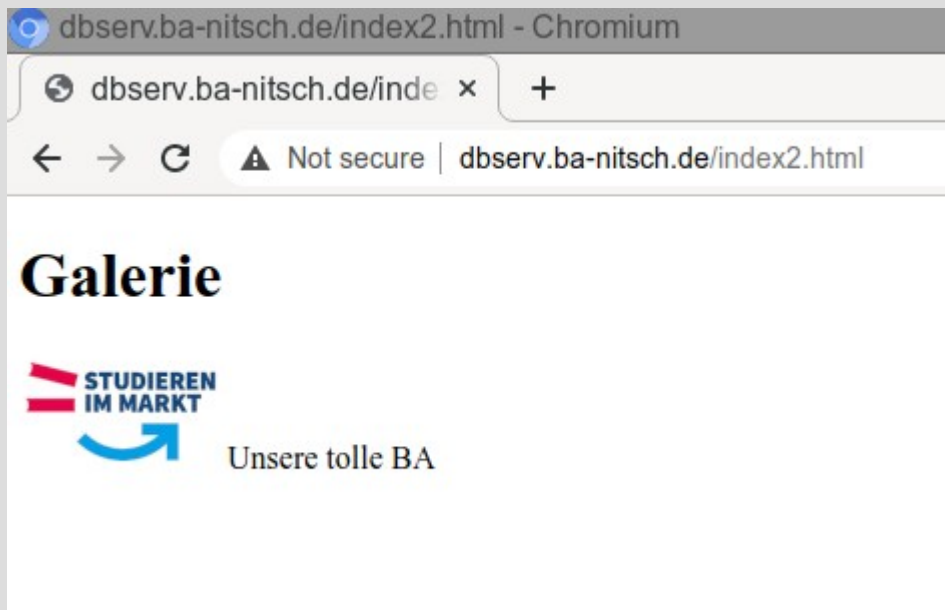 dbserv.ba-nitsch.de/index2.html - Chromium
dbserv.ba-nitsch.de/inde
Not secure | dbserv.ba-nitsch.de/index2.html
Galerie
STUDIEREN
IM MARKT
Unsere tolle BA